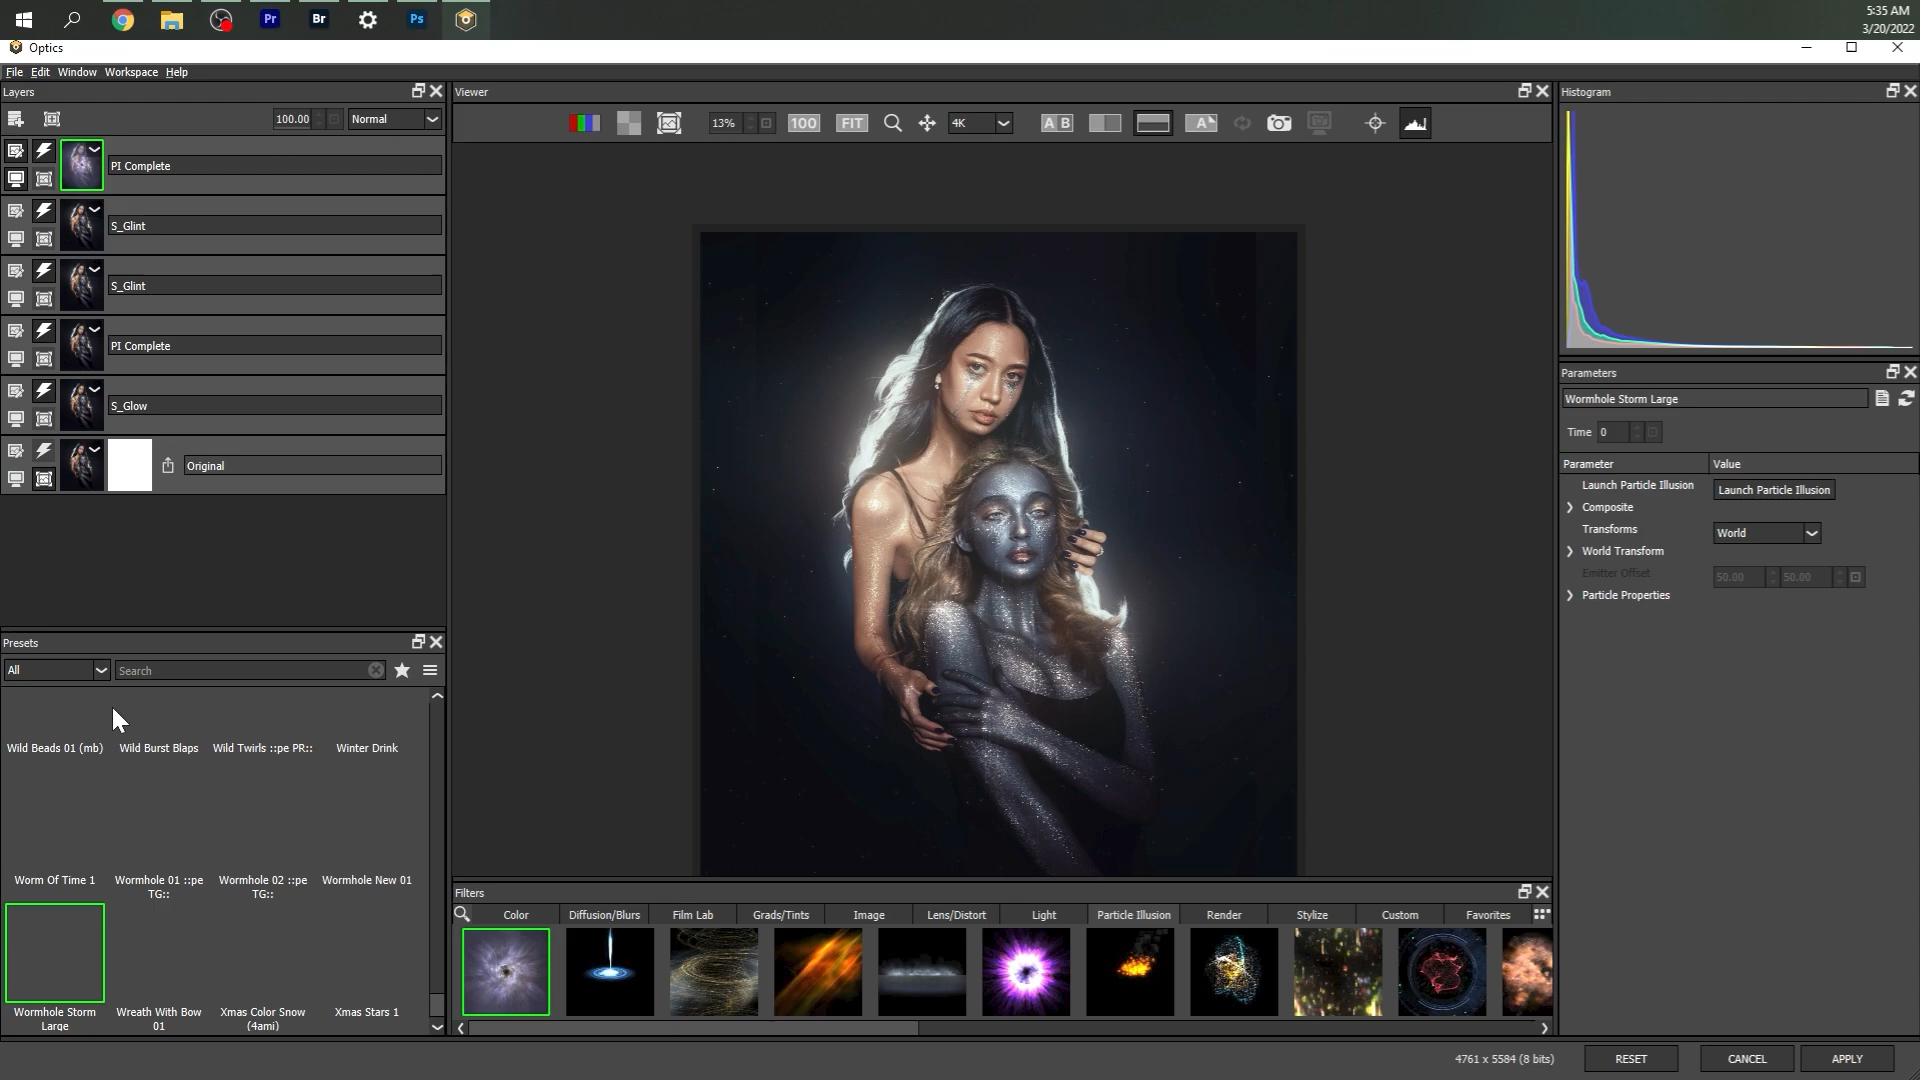 Pr
Br
Ps
5:35 AM
3/20/2022
Optics
File Edit Window Workspace Help
Layers
Viewer
Histogram
100.00 Normal
13% 100 FIT 4K A B A
PI Complete
S_Glint
S_Glint
PI Complete
S_Glow
Original
Parameters
Wormhole Storm Large
Time 0
Parameter Value
Launch Particle Illusion Launch Particle Illusion
Composite
Transforms World
World Transform
Emitter Offset 50.00 50.00
Particle Properties
Presets
All Search
Wild Beads 01 (mb) Wild Burst Blaps Wild Twirls ::pe PR:: Winter Drink
Worm Of Time 1 Wormhole 01 ::pe TG:: Wormhole 02 ::pe TG:: Wormhole New 01
Wormhole Storm Large Wreath With Bow 01 Xmas Color Snow (4ami) Xmas Stars 1
Filters
Color Diffusion/Blurs Film Lab Grads/Tints Image Lens/Distort Light Particle Illusion Render Stylize Custom Favorites
4761 x 5584 (8 bits) RESET CANCEL APPLY